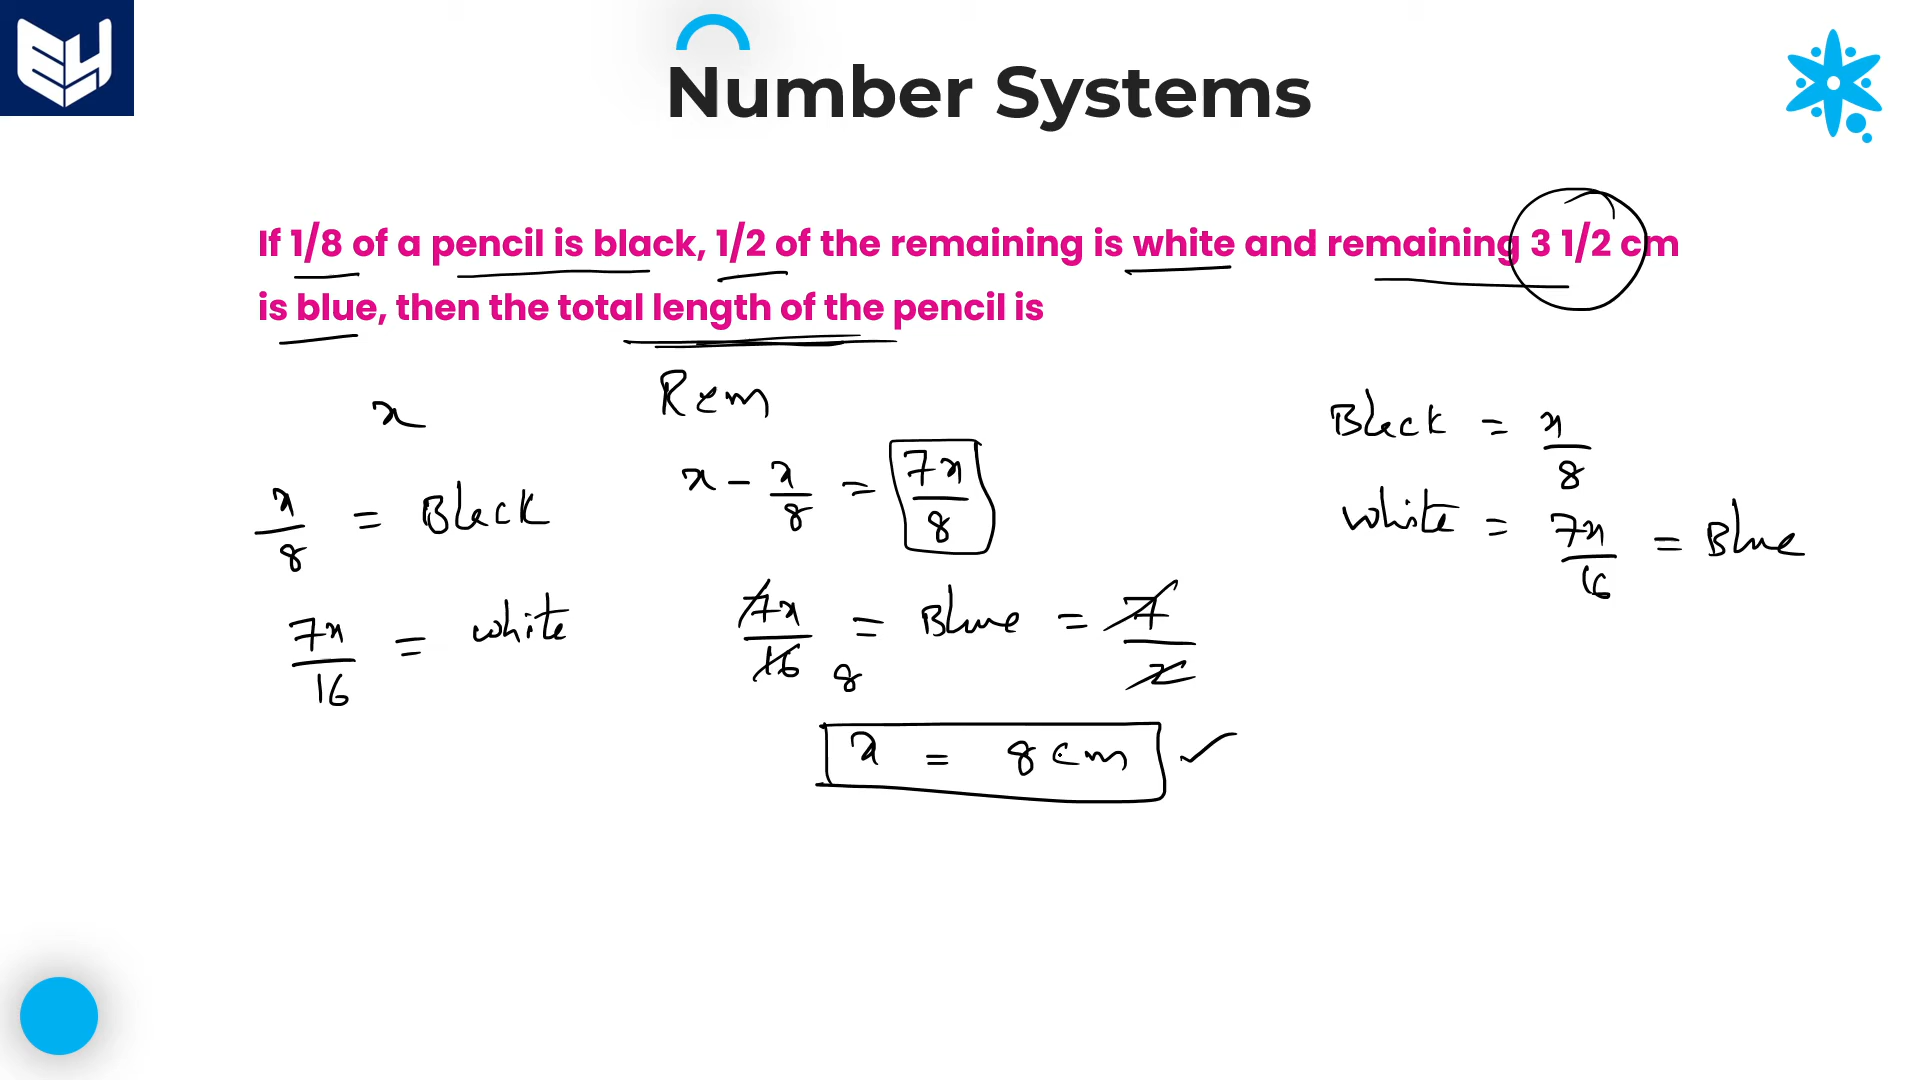 Number Systems
If 1/8 of a pencil is black, 1/2 of the remaining is white and remaining 3 1/2 cm
is blue, then the total length of the pencil is
x
Rem
x/8 = Black
x - x/8 = 7x/8
7x/16 = white
7x/16 = Blue = 7/2
8
x = 8 cm
Black = x/8
white = 7x/16 = Blue